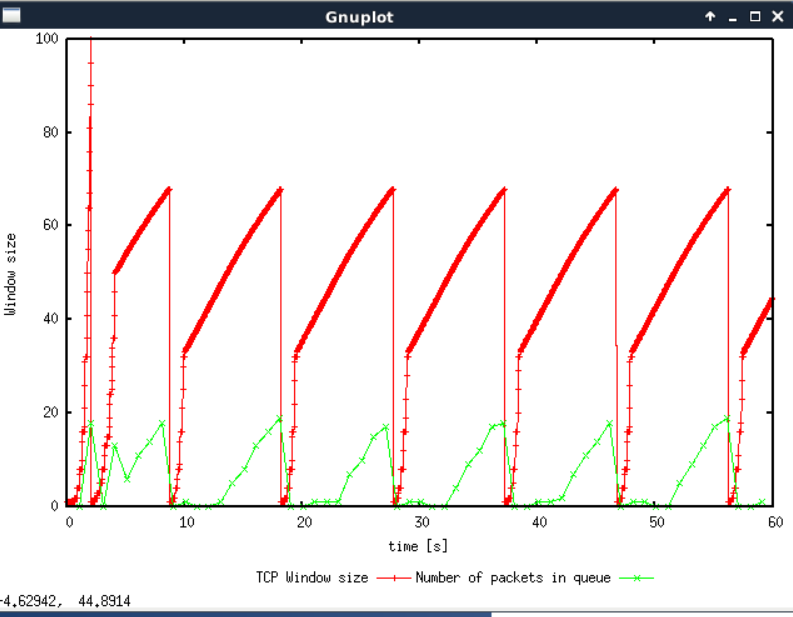 Gnuplot
100
80
60
40
20
0
Window size
0 10 20 30 40 50 60
time [s]
TCP Window size
Number of packets in queue
-4.62942, 44.8914